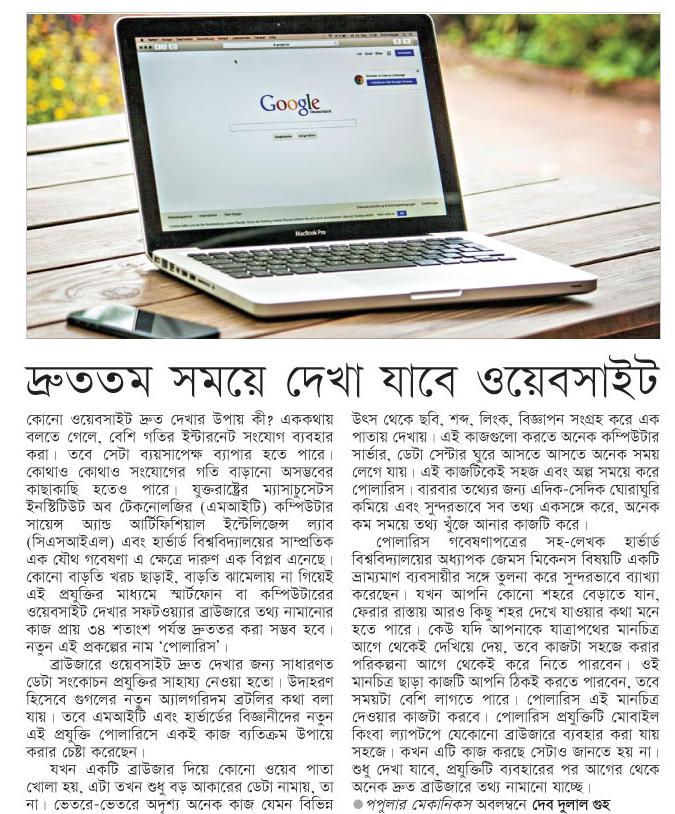 Google
Deutschland
MacBook Pro
দ্রুততম সময়ে দেখা যাবে ওয়েবসাইট
কোনো ওয়েবসাইট দ্রুত দেখার উপায় কী? এককথায়
বলতে গেলে, বেশি গতির ইন্টারনেট সংযোগ ব্যবহার
করা। তবে সেটা ব্যয়সাপেক্ষ ব্যাপার হতে পারে।
কোথাও কোথাও সংযোগের গতি বাড়ানো অসম্ভবের
কাছাকাছি হতেও পারে। যুক্তরাষ্ট্রের ম্যাসাচুসেটস
ইনস্টিটিউট অব টেকনোলজির (এমআইটি) কম্পিউটার
সায়েন্স অ্যান্ড আর্টিফিশিয়াল ইন্টেলিজেন্স ল্যাব
(সিএসআইএল) এবং হার্ভার্ড বিশ্ববিদ্যালয়ের সাম্প্রতিক
এক যৌথ গবেষণা এ ক্ষেত্রে দারুণ এক বিপ্লব এনেছে।
কোনো বাড়তি খরচ ছাড়াই, বাড়তি ঝামেলায় না গিয়েই
এই প্রযুক্তির মাধ্যমে স্মার্টফোন বা কম্পিউটারের
ওয়েবসাইট দেখার সফটওয়্যার ব্রাউজারে তথ্য নামানোর
কাজ প্রায় ৩৪ শতাংশ পর্যন্ত দ্রুততর করা সম্ভব হবে।
নতুন এই প্রকল্পের নাম ‘পোলারিস’।
ব্রাউজারে ওয়েবসাইট দ্রুত দেখার জন্য সাধারণত
ডেটা সংকোচন প্রযুক্তির সাহায্য নেওয়া হতো। উদাহরণ
হিসেবে গুগলের নতুন অ্যালগরিদম ব্রটলির কথা বলা
যায়। তবে এমআইটি এবং হার্ভার্ডের বিজ্ঞানীদের নতুন
এই প্রযুক্তি পোলারিসে একই কাজ ব্যতিক্রম উপায়ে
করার চেষ্টা করেছেন।
যখন একটি ব্রাউজার দিয়ে কোনো ওয়েব পাতা
খোলা হয়, এটা তখন শুধু বড় আকারের ডেটা নামায়, তা
না। ভেতরে-ভেতরে অদৃশ্য অনেক কাজ যেমন বিভিন্ন
উৎস থেকে ছবি, শব্দ, লিংক, বিজ্ঞাপন সংগ্রহ করে এক
পাতায় দেখায়। এই কাজগুলো করতে অনেক কম্পিউটার
সার্ভার, ডেটা সেন্টার ঘুরে আসতে আসতে অনেক সময়
লেগে যায়। এই কাজটিকেই সহজ এবং অল্প সময়ে করে
পোলারিস। বারবার তথ্যের জন্য এদিক-সেদিক ঘোরাঘুরি
কমিয়ে এবং সুন্দরভাবে সব তথ্য একসঙ্গে করে, অনেক
কম সময়ে তথ্য খুঁজে আনার কাজটি করে।
পোলারিস গবেষণাপত্রের সহ-লেখক হার্ভার্ড
বিশ্ববিদ্যালয়ের অধ্যাপক জেমস মিকেনস বিষয়টি একটি
ভ্রাম্যমাণ ব্যবসায়ীর সঙ্গে তুলনা করে সুন্দরভাবে ব্যাখ্যা
করেছেন। যখন আপনি কোনো শহরে বেড়াতে যান,
ফেরার রাস্তায় আরও কিছু শহর দেখে যাওয়ার কথা মনে
হতে পারে। কেউ যদি আপনাকে যাত্রাপথের মানচিত্র
আগে থেকেই দেখিয়ে দেয়, তবে কাজটা সহজে করার
পরিকল্পনা আগে থেকেই করে নিতে পারবেন। ওই
মানচিত্র ছাড়া কাজটি আপনি ঠিকই করতে পারবেন, তবে
সময়টা বেশি লাগতে পারে। পোলারিস এই মানচিত্র
দেওয়ার কাজটা করবে। পোলারিস প্রযুক্তিটি মোবাইল
কিংবা ল্যাপটপে যেকোনো ব্রাউজারে ব্যবহার করা যায়
সহজে। কখন এটি কাজ করছে সেটাও জানতে হয় না।
শুধু দেখা যাবে, প্রযুক্তিটি ব্যবহারের পর আগের থেকে
অনেক দ্রুত ব্রাউজারে তথ্য নামানো যাচ্ছে।
● পপুলার মেকানিকস অবলম্বনে দেব দুলাল গুহ